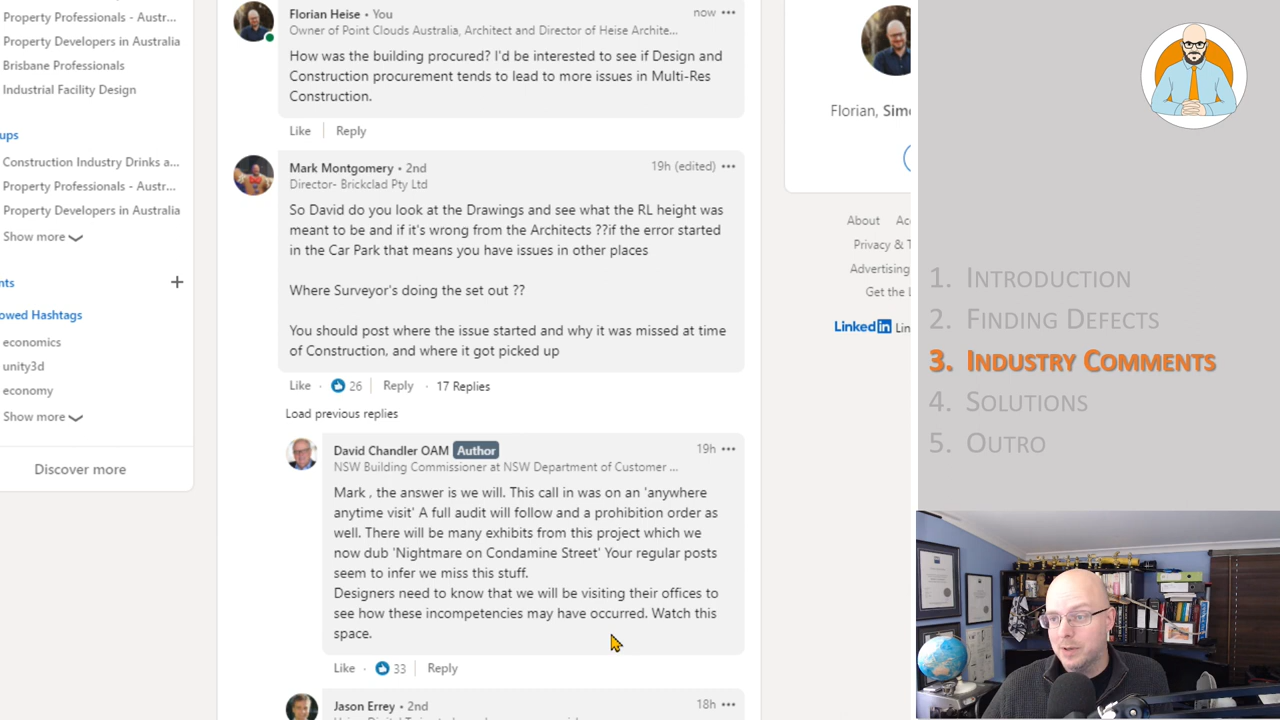 Property Professionals - Austr...
Property Developers in Australia
Brisbane Professionals
Industrial Facility Design
ups
Construction Industry Drinks a...
Property Professionals - Austr...
Property Developers in Australia
Show more
nts
owed Hashtags
economics
unity3d
economy
Show more
Discover more
Florian Heise • You
now •••
Owner of Point Clouds Australia, Architect and Director of Heise Archite...
How was the building procured? I'd be interested to see if Design and
Construction procurement tends to lead to more issues in Multi-Res
Construction.
Like Reply
Mark Montgomery • 2nd
19h (edited) •••
Director- Brickclad Pty Ltd
So David do you look at the Drawings and see what the RL height was
meant to be and if it's wrong from the Architects ??if the error started
in the Car Park that means you have issues in other places
Where Surveyor's doing the set out ??
You should post where the issue started and why it was missed at time
of Construction, and where it got picked up
Like · 26 Reply · 17 Replies
Load previous replies
David Chandler OAM Author
19h •••
NSW Building Commissioner at NSW Department of Customer ...
Mark , the answer is we will. This call in was on an 'anywhere
anytime visit' A full audit will follow and a prohibition order as
well. There will be many exhibits from this project which we
now dub 'Nightmare on Condamine Street' Your regular posts
seem to infer we miss this stuff.
Designers need to know that we will be visiting their offices to
see how these incompetencies may have occurred. Watch this
space.
Like · 33 Reply
Jason Errey • 2nd
18h •••
Florian, Sim
About Ac
Privacy & T
Advertising
Get the L
Linked in Lin
1. Introduction
2. Finding Defects
3. Industry Comments
4. Solutions
5. Outro